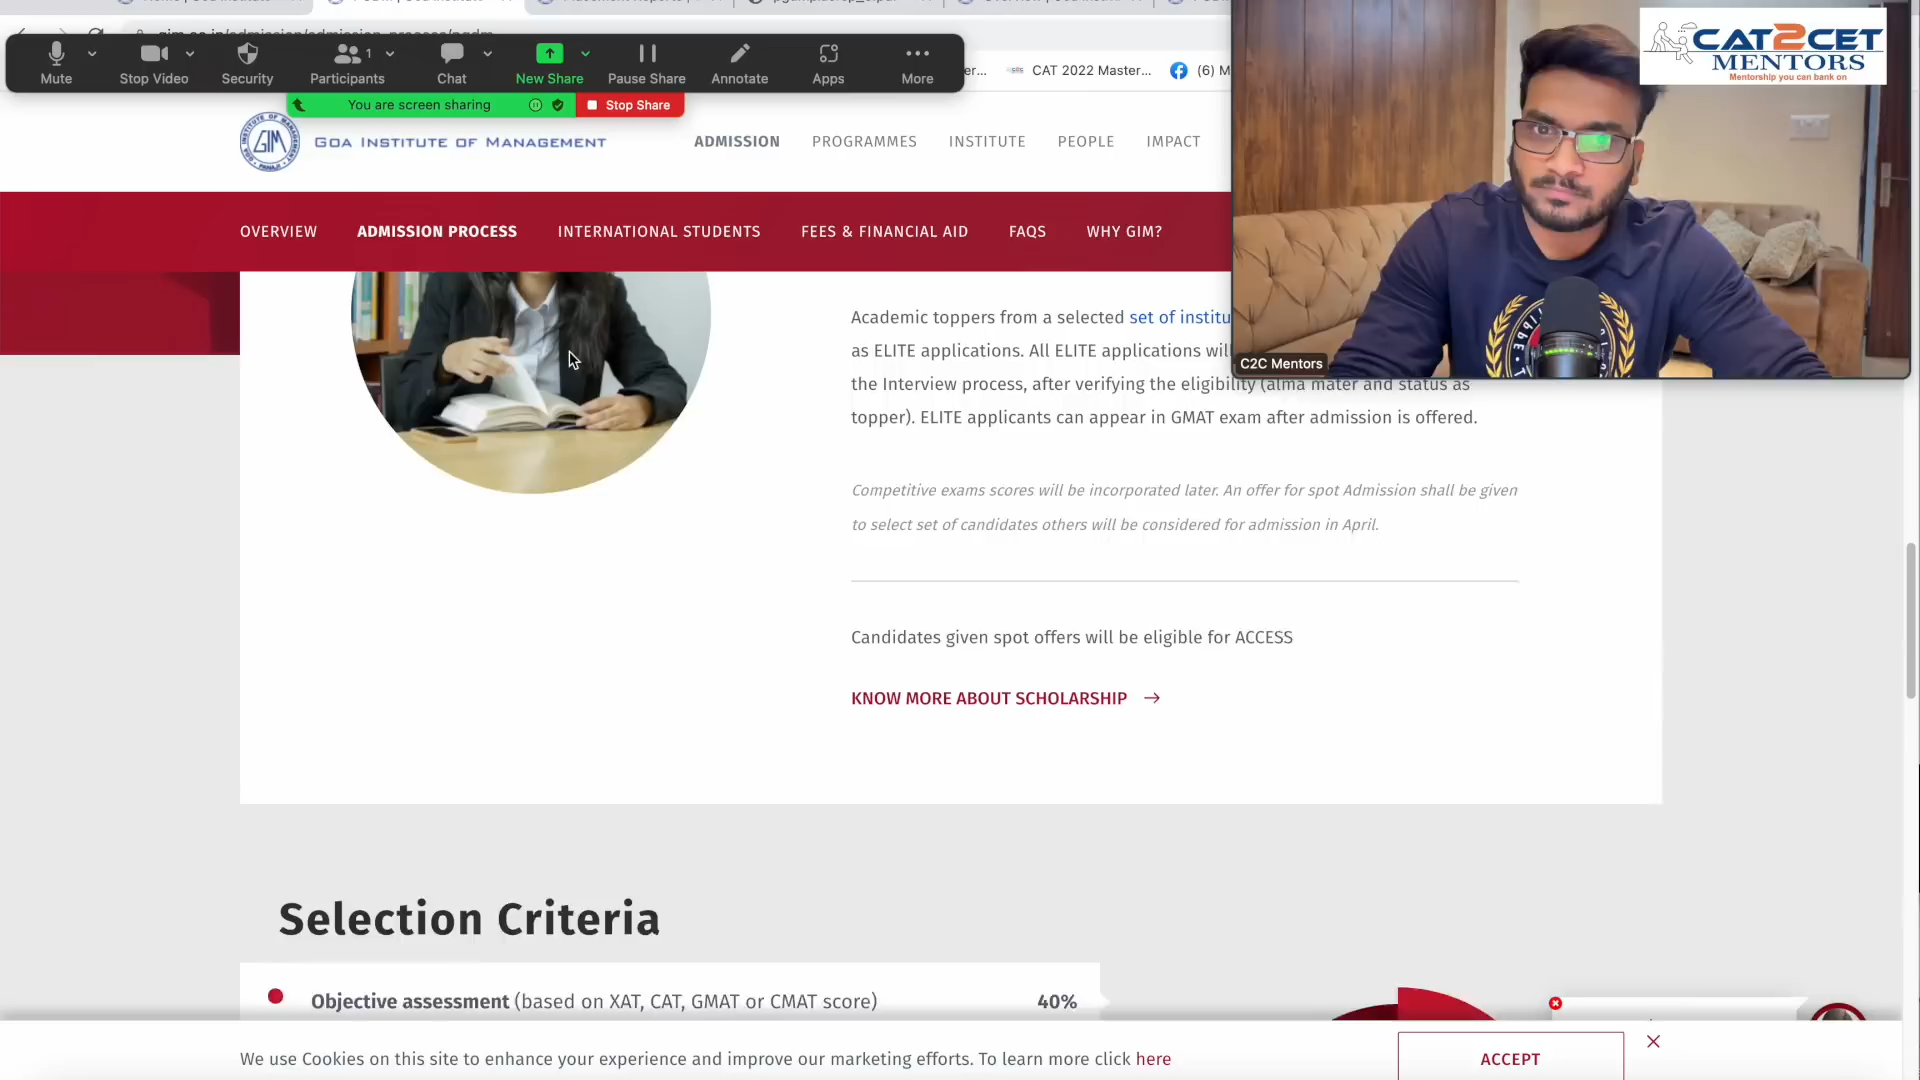 CAT 2022 Master...
(6) M
Mute
Stop Video
Security
Participants
1
Chat
New Share
Pause Share
Annotate
Apps
More
You are screen sharing
Stop Share
CAT2CET
MENTORS
Mentorship you can bank on
GIM
GOA INSTITUTE OF MANAGEMENT
ADMISSION
PROGRAMMES
INSTITUTE
PEOPLE
IMPACT
OVERVIEW
ADMISSION PROCESS
INTERNATIONAL STUDENTS
FEES & FINANCIAL AID
FAQS
WHY GIM?
C2C Mentors
Academic toppers from a selected set of institu
as ELITE applications. All ELITE applications wil
the Interview process, after verifying the eligibility (alma mater and status as
topper). ELITE applicants can appear in GMAT exam after admission is offered.
Competitive exams scores will be incorporated later. An offer for spot Admission shall be given
to select set of candidates others will be considered for admission in April.
Candidates given spot offers will be eligible for ACCESS
KNOW MORE ABOUT SCHOLARSHIP
Selection Criteria
Objective assessment (based on XAT, CAT, GMAT or CMAT score) 40%
We use Cookies on this site to enhance your experience and improve our marketing efforts. To learn more click here
ACCEPT